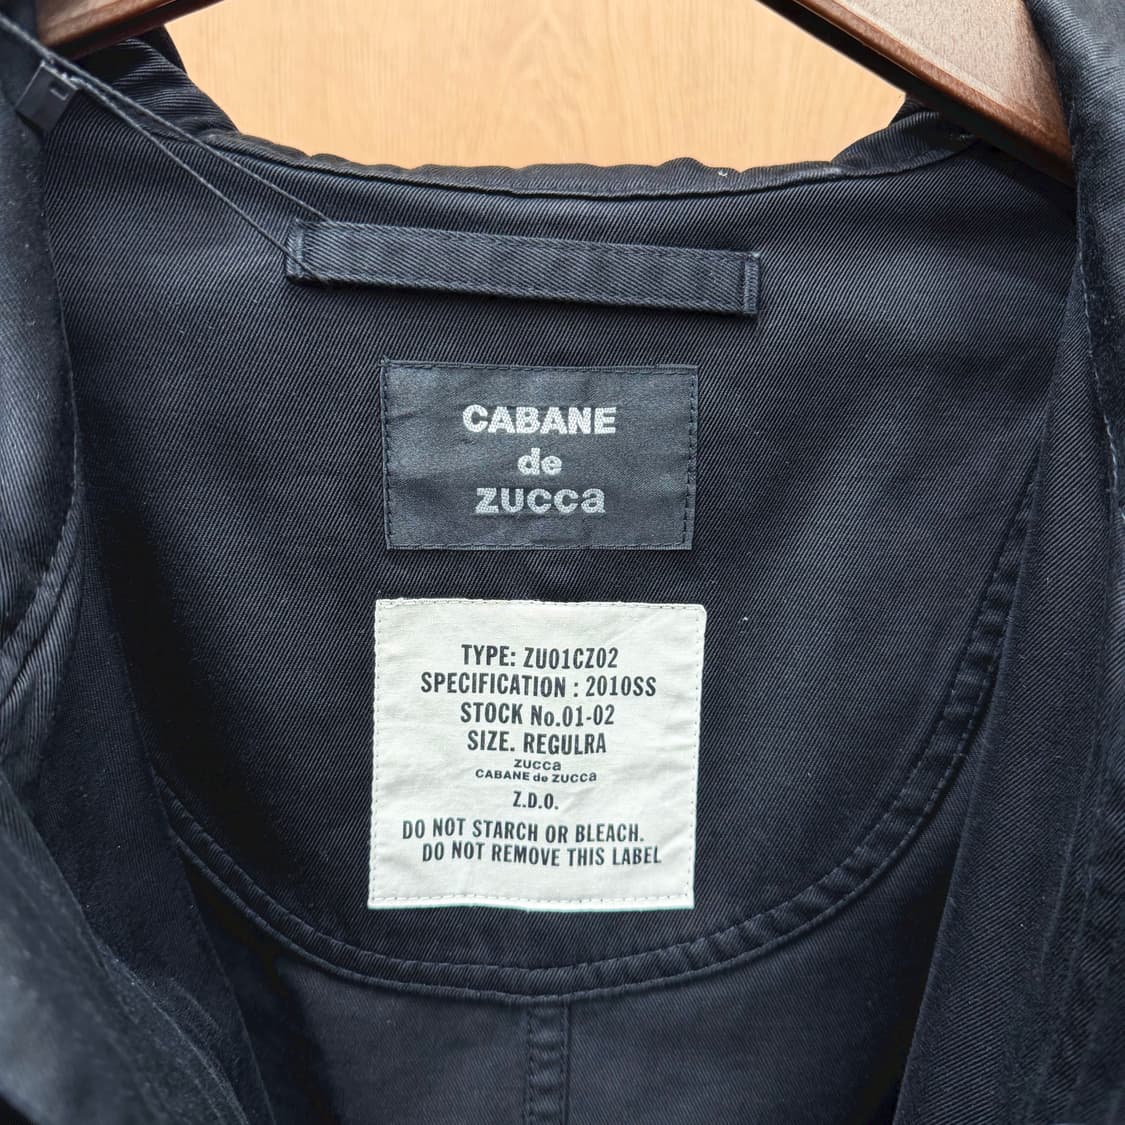 CABANE
de
zucca
TYPE: ZU01CZ02
SPECIFICATION : 2010SS
STOCK No.01-02
SIZE. REGULRA
zucca
CABANE de zucca
Z.D.O.
DO NOT STARCH OR BLEACH.
DO NOT REMOVE THIS LABEL